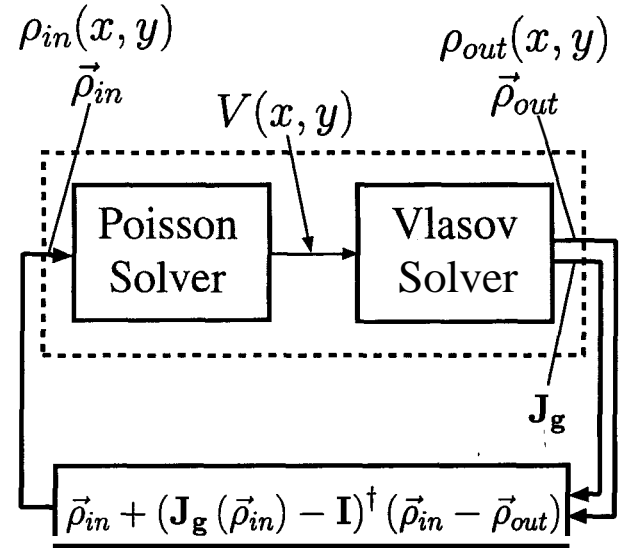 ρ_in(x, y)
ρ⃗_in
V(x, y)
ρ_out(x, y)
ρ⃗_out
Poisson
Solver
Vlasov
Solver
J_g
ρ⃗_in + (J_g (ρ⃗_in) − I)† (ρ⃗_in − ρ⃗_out)